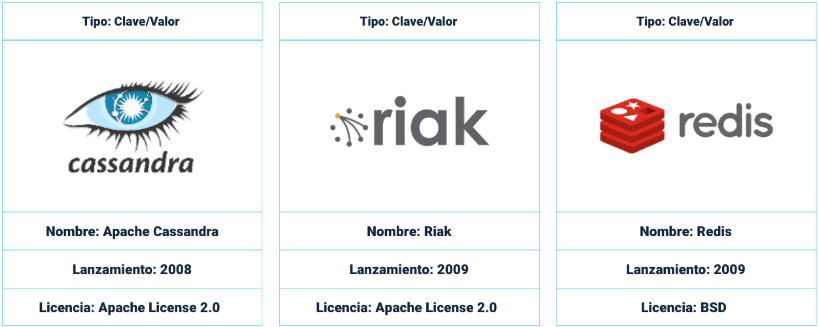 Tipo: Clave/Valor
cassandra
Nombre: Apache Cassandra
Lanzamiento: 2008
Licencia: Apache License 2.0
Tipo: Clave/Valor
riak
Nombre: Riak
Lanzamiento: 2009
Licencia: Apache License 2.0
Tipo: Clave/Valor
redis
Nombre: Redis
Lanzamiento: 2009
Licencia: BSD